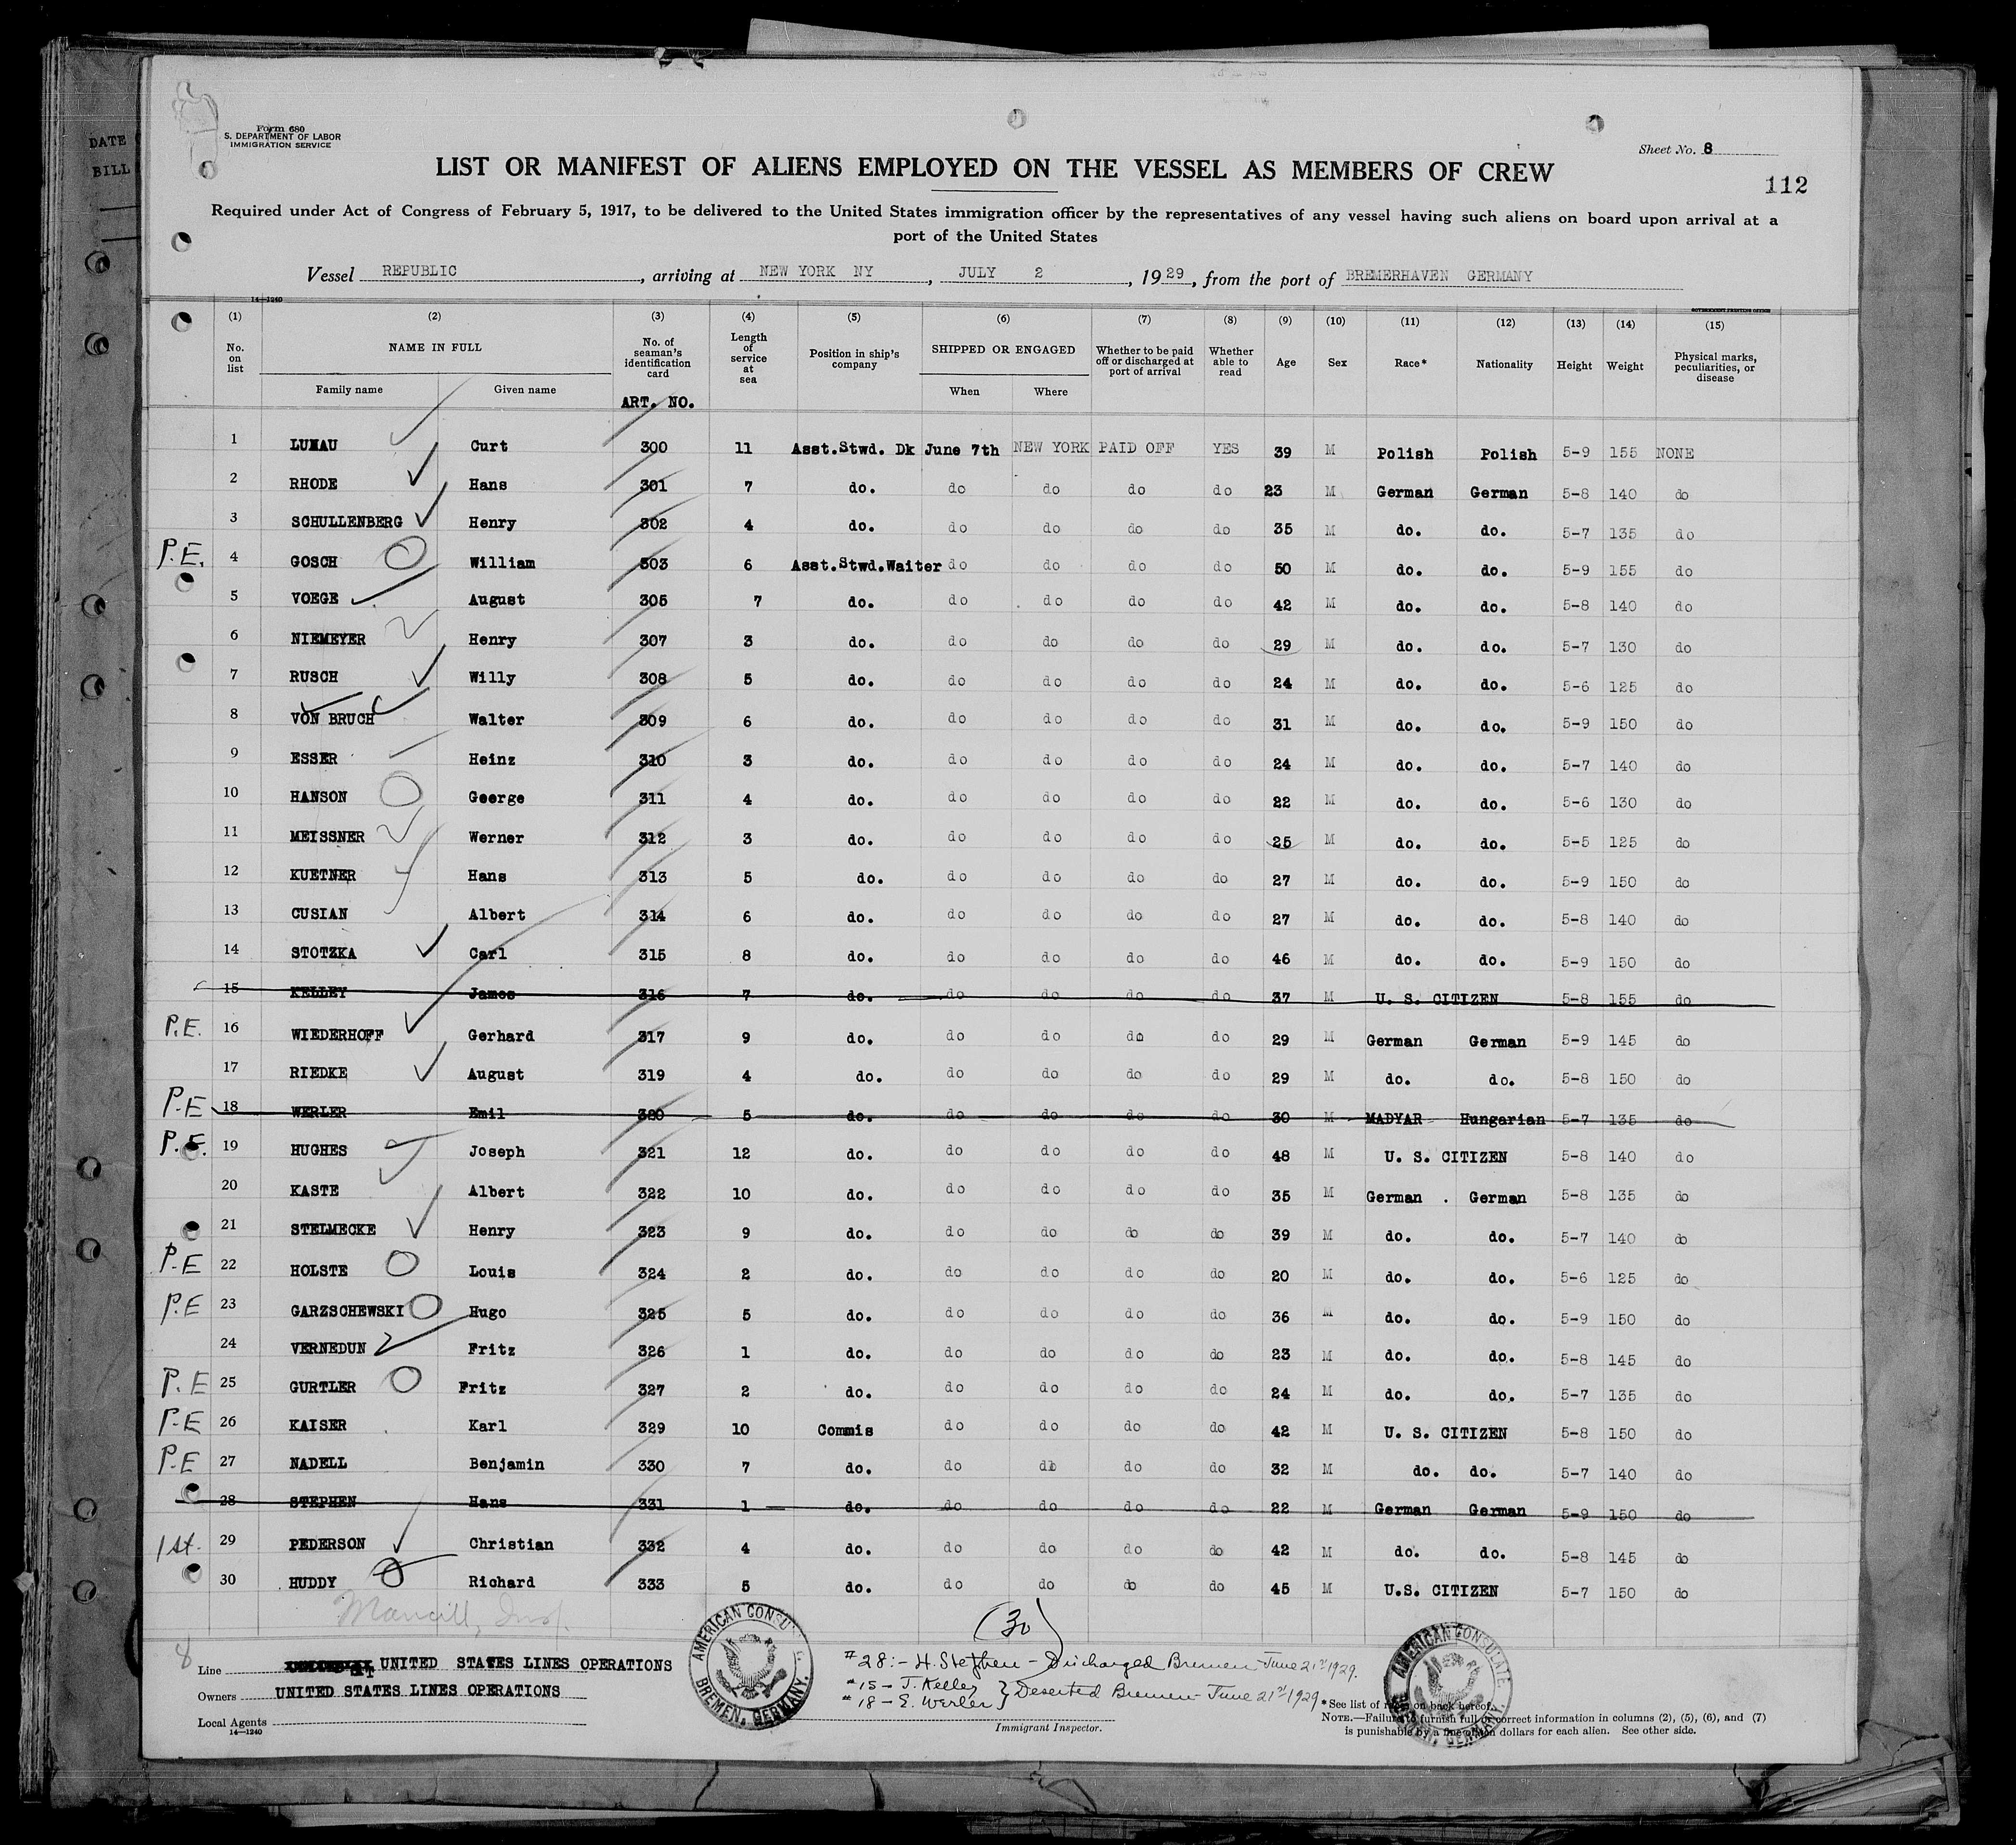 DATE
BILL
Form 680
S. DEPARTMENT OF LABOR
IMMIGRATION SERVICE
Sheet No. 8
112
LIST OR MANIFEST OF ALIENS EMPLOYED ON THE VESSEL AS MEMBERS OF CREW
Required under Act of Congress of February 5, 1917, to be delivered to the United States immigration officer by the representatives of any vessel having such aliens on board upon arrival at a
port of the United States
Vessel REPUBLIC, arriving at NEW YORK NY, JULY 2, 1929, from the port of BREMERHAVEN GERMANY
14—1240
GOVERNMENT PRINTING OFFICE
(1) (2) (3) (4) (5) (6) (7) (8) (9) (10) (11) (12) (13) (14) (15)
No. on list NAME IN FULL No. of seaman's identification card Length of service at sea Position in ship's company SHIPPED OR ENGAGED Whether to be paid off or discharged at port of arrival Whether able to read Age Sex Race* Nationality Height Weight Physical marks, peculiarities, or disease
Family name Given name ART. NO. When Where
1 LUMAU Curt 300 11 Asst.Stwd. Dk June 7th NEW YORK PAID OFF YES 39 M Polish Polish 5-9 155 NONE
2 RHODE Hans 301 7 do. do do do do 23 M German German 5-8 140 do
3 SCHULLENBERG Henry 302 4 do. do do do do 35 M do. do. 5-7 135 do
P.E. 4 GOSCH William 303 6 Asst.Stwd.Waiter do do do do 50 M do. do. 5-9 155 do
5 VOEGE August 305 7 do. do do do do 42 M do. do. 5-8 140 do
6 NIEMEYER Henry 307 3 do. do do do do 29 M do. do. 5-7 130 do
7 RUSCH Willy 308 5 do. do do do do 24 M do. do. 5-6 125 do
8 VON BRUCH Walter 309 6 do. do do do do 31 M do. do. 5-9 150 do
9 ESSER Heinz 310 3 do. do do do do 24 M do. do. 5-7 140 do
10 HANSON George 311 4 do. do do do do 22 M do. do. 5-6 130 do
11 MEISSNER Werner 312 3 do. do do do do 25 M do. do. 5-5 125 do
12 KUETNER Hans 313 5 do. do do do do 27 M do. do. 5-9 150 do
13 CUSIAN Albert 314 6 do. do do do do 27 M do. do. 5-8 140 do
14 STOTZKA Carl 315 8 do. do do do do 46 M do. do. 5-9 150 do
15 KELLEY James 316 7 do. do do do do 37 M U. S. CITIZEN 5-8 155 do
P.E. 16 WIEDERHOFF Gerhard 317 9 do. do do do do 29 M German German 5-9 145 do
17 RIEDKE August 319 4 do. do do do do 29 M do. do. 5-8 150 do
P-E 18 WERLER Emil 320 5 do. do do do do 30 M MADYAR Hungarian 5-7 135 do
P.E. 19 HUGHES Joseph 321 12 do. do do do do 48 M U. S. CITIZEN 5-8 140 do
20 KASTE Albert 322 10 do. do do do do 35 M German . German 5-8 135 do
21 STELMECKE Henry 323 9 do. do do do do 39 M do. do. 5-7 140 do
P-E 22 HOLSTE Louis 324 2 do. do do do do 20 M do. do. 5-6 125 do
P.E 23 GARZSCHEWSKI Hugo 325 5 do. do do do do 36 M do. do. 5-9 150 do
24 VERNEDUN Fritz 326 1 do. do do do do 23 M do. do. 5-8 145 do
P.E 25 GURTLER Fritz 327 2 do. do do do do 24 M do. do. 5-7 135 do
P-E 26 KAISER Karl 329 10 Commis do do do do 42 M U. S. CITIZEN 5-8 150 do
P-E 27 NADELL Benjamin 330 7 do. do do do do 32 M do. do. 5-7 140 do
28 STEPHEN Hans 331 1 do. do do do do 22 M German German 5-9 150 do
1st. 29 PEDERSON Christian 332 4 do. do do do do 42 M do. do. 5-8 145 do
30 HUDDY Richard 333 5 do. do do do do 45 M U.S. CITIZEN 5-7 150 do
(30)
8
Line UNITED STATES LINES OPERATIONS
Owners UNITED STATES LINES OPERATIONS
Local Agents
14—1240
AMERICAN CONSU
BREMEN, GERMANY.
#28:- H. Stephen - Discharged Bremen June 21st 1929.
#15 - J. Kelley
#18 - E. Werler } Deserted Bremen - June 21st 1929
Immigrant Inspector.
AMERICAN CONSULATE
BREMEN, GERMANY.
*See list of races on back hereof.
NOTE.—Failure to furnish full or correct information in columns (2), (5), (6), and (7)
is punishable by a fine of ten dollars for each alien. See other side.